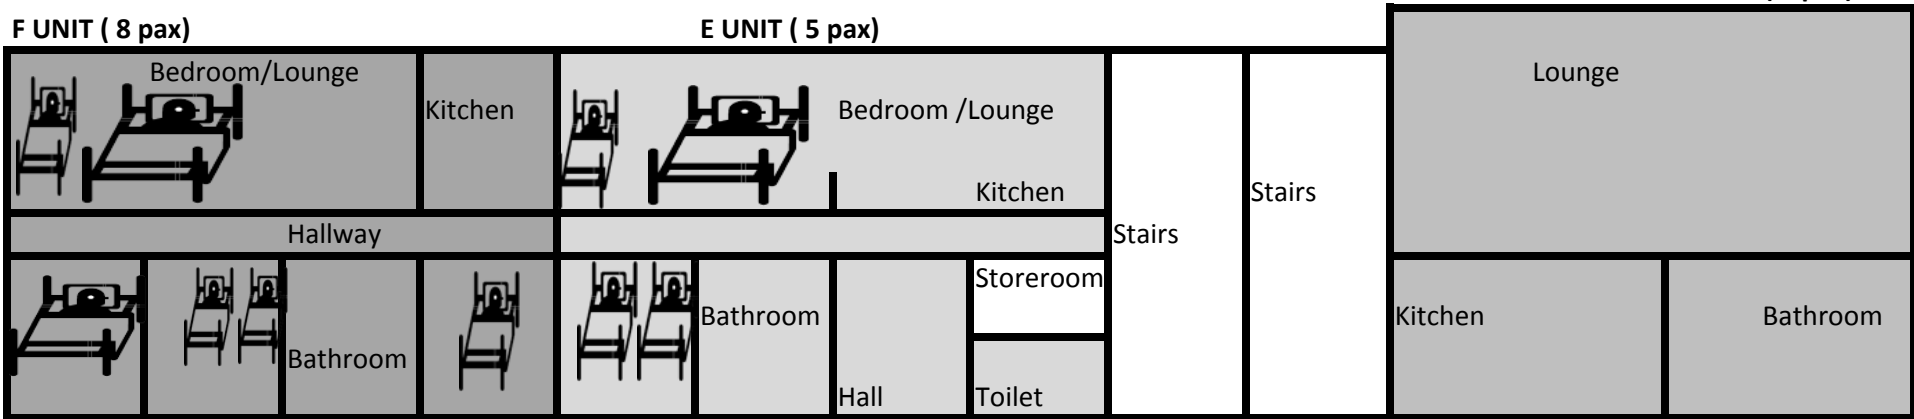 F UNIT ( 8 pax)
E UNIT ( 5 pax)
Bedroom/Lounge
Kitchen
Bedroom /Lounge
Kitchen
Lounge
Stairs
Stairs
Hallway
Bathroom
Bathroom
Hall
Storeroom
Toilet
Kitchen
Bathroom